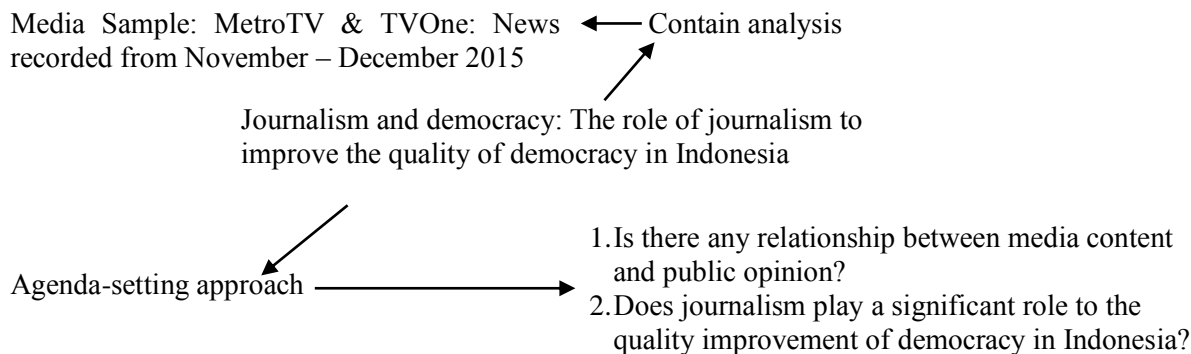 Media Sample: MetroTV & TVOne: News
recorded from November – December 2015
Contain analysis
Journalism and democracy: The role of journalism to
improve the quality of democracy in Indonesia
Agenda-setting approach
1.Is there any relationship between media content
and public opinion?
2.Does journalism play a significant role to the
quality improvement of democracy in Indonesia?